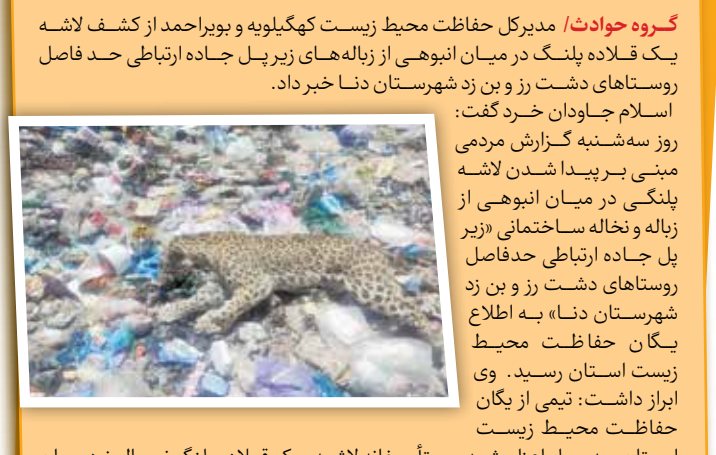 گروه حوادث/ مدیرکل حفاظت محیط زیست کهگیلویه و بویراحمد از کشف لاشه
یک قلاده پلنگ در میان انبوهی از زباله‌های زیر پل جاده ارتباطی حد فاصل
روستاهای دشت رز و بن زد شهرستان دنا خبر داد.
اسلام جاودان خرد گفت:
روز سه‌شنبه گزارش مردمی
مبنی بر پیدا شدن لاشه
پلنگی در میان انبوهی از
زباله و نخاله ساختمانی «زیر
پل جاده ارتباطی حدفاصل
روستاهای دشت رز و بن زد
شهرستان دنا» به اطلاع
یگان حفاظت محیط
زیست استان رسید. وی
ابراز داشت: تیمی از یگان
حفاظت محیط زیست